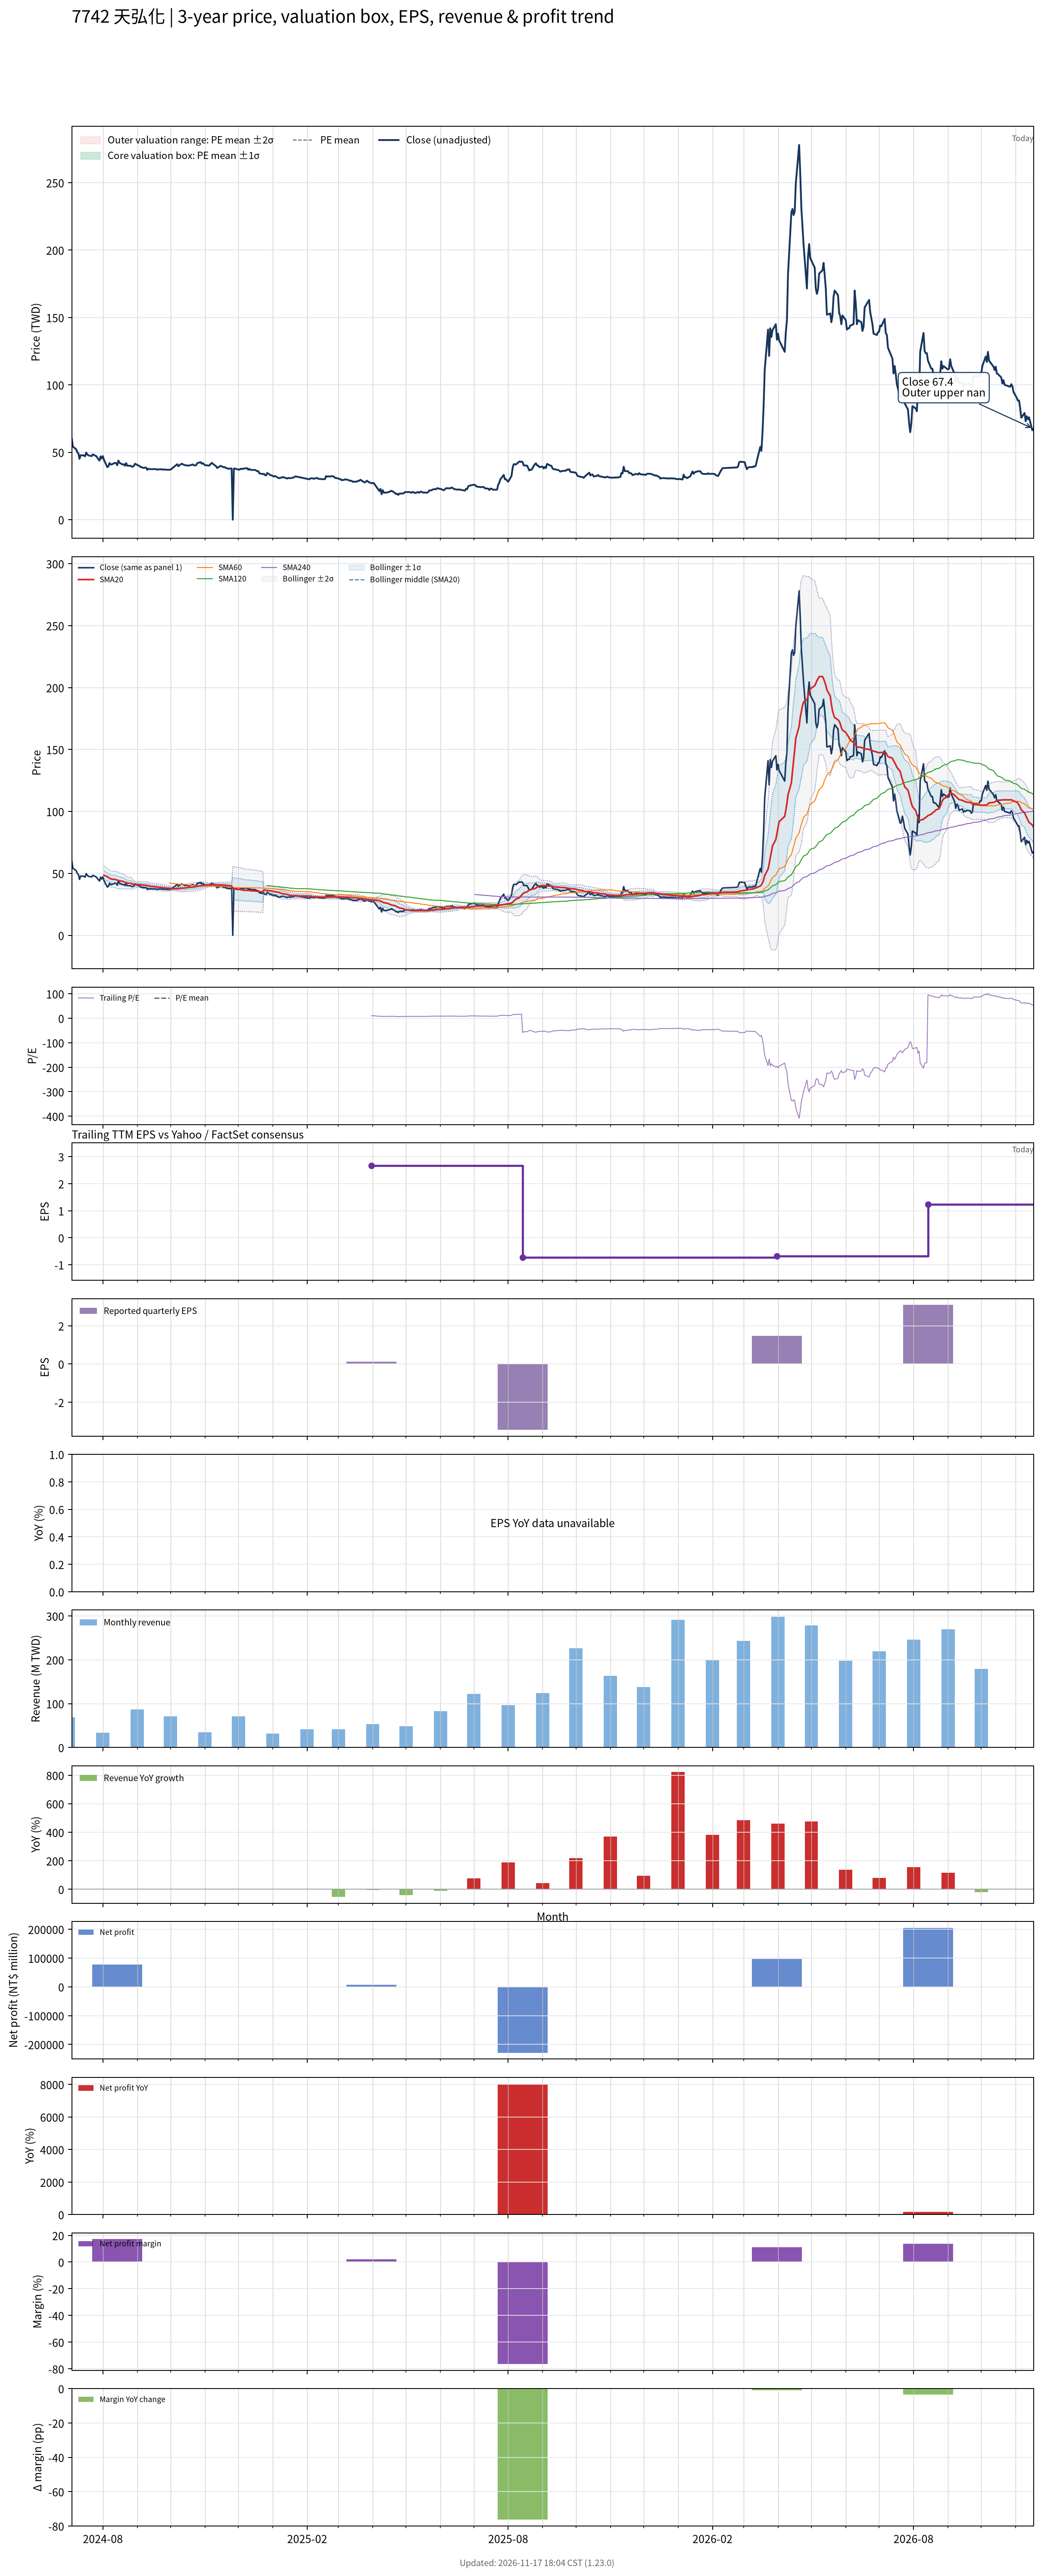 7742 天弘化 | 3-year price, valuation box, EPS, revenue & profit trend
Outer valuation range: PE mean ±2σ
PE mean
Close (unadjusted)
Core valuation box: PE mean ±1σ
Today
250
200
150
100
50
0
Price (TWD)
Close 67.4
Outer upper nan
Close (same as panel 1)
SMA60
SMA240
Bollinger ±1σ
SMA20
SMA120
Bollinger ±2σ
Bollinger middle (SMA20)
300
250
200
150
100
50
0
Price
Trailing P/E
P/E mean
100
0
-100
-200
-300
-400
P/E
Trailing TTM EPS vs Yahoo / FactSet consensus
Today
3
2
1
0
-1
EPS
Reported quarterly EPS
2
0
-2
EPS
1.0
0.8
0.6
0.4
0.2
0.0
YoY (%)
EPS YoY data unavailable
Monthly revenue
300
200
100
0
Revenue (M TWD)
Revenue YoY growth
800
600
400
200
0
YoY (%)
Month
Net profit
200000
100000
0
-100000
-200000
Net profit (NT$ million)
Net profit YoY
8000
6000
4000
2000
0
YoY (%)
Net profit margin
20
0
-20
-40
-60
-80
Margin (%)
Margin YoY change
0
-20
-40
-60
-80
Δ margin (pp)
2024-08
2025-02
2025-08
2026-02
2026-08
Updated: 2026-11-17 18:04 CST (1.23.0)